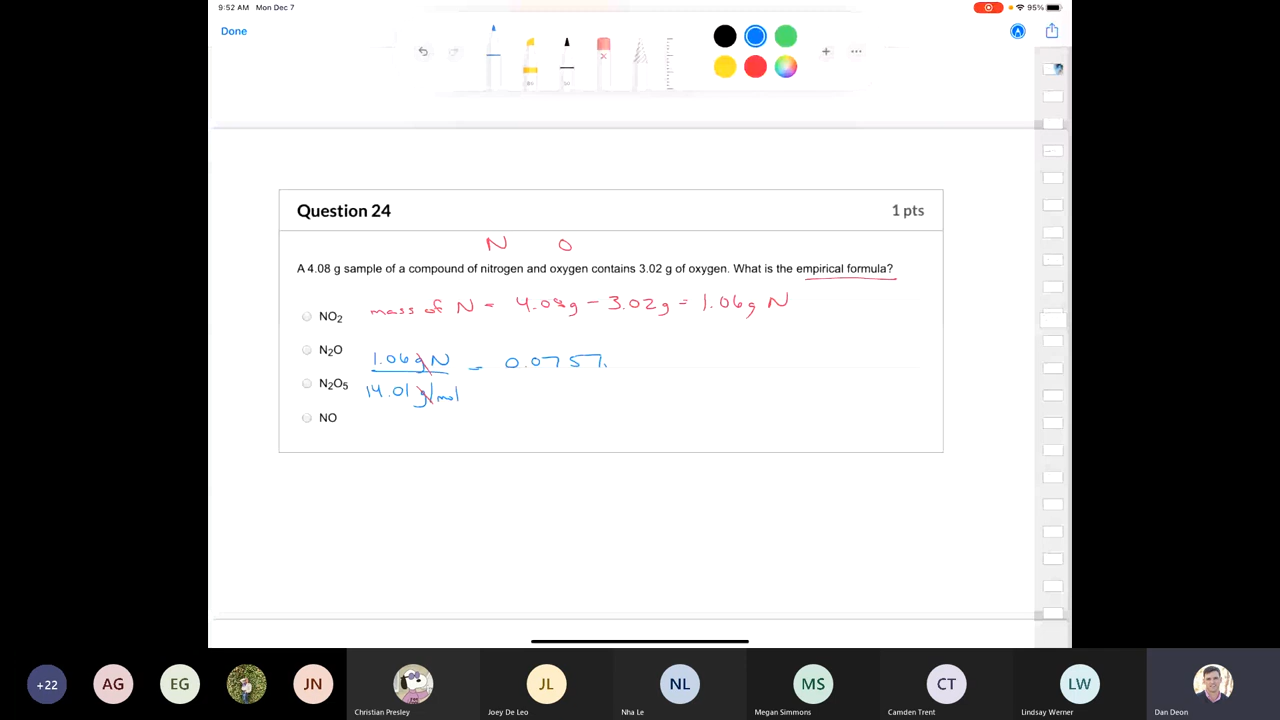 9:52 AM Mon Dec 7
95%
Done
Question 24
1 pts
N O
A 4.08 g sample of a compound of nitrogen and oxygen contains 3.02 g of oxygen. What is the empirical formula?
mass of N = 4.08g - 3.02g = 1.06g N
NO₂
N₂O
N₂O₅
NO
1.06g N
14.01 g/mol
= 0.0757
+22
AG
EG
JN
Christian Presley
JL
Joey De Leo
NL
Nha Le
MS
Megan Simmons
CT
Camden Trent
LW
Lindsay Werner
Dan Deon